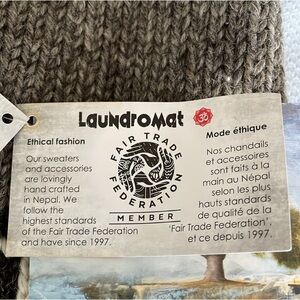 Laundromat
ૐ
Ethical fashion
Our sweaters
and accessories
are lovingly
hand crafted
in Nepal. We
follow the
highest standards
of the Fair Trade Federation
and have since 1997.
FAIR TRADE
FEDERATION
MEMBER
Mode éthique
Nos chandails
et accessoires
sont faits à la
main au Népal
selon les plus
hauts standards
de qualité de la
'Fair Trade Federation',
et ce depuis 1997.